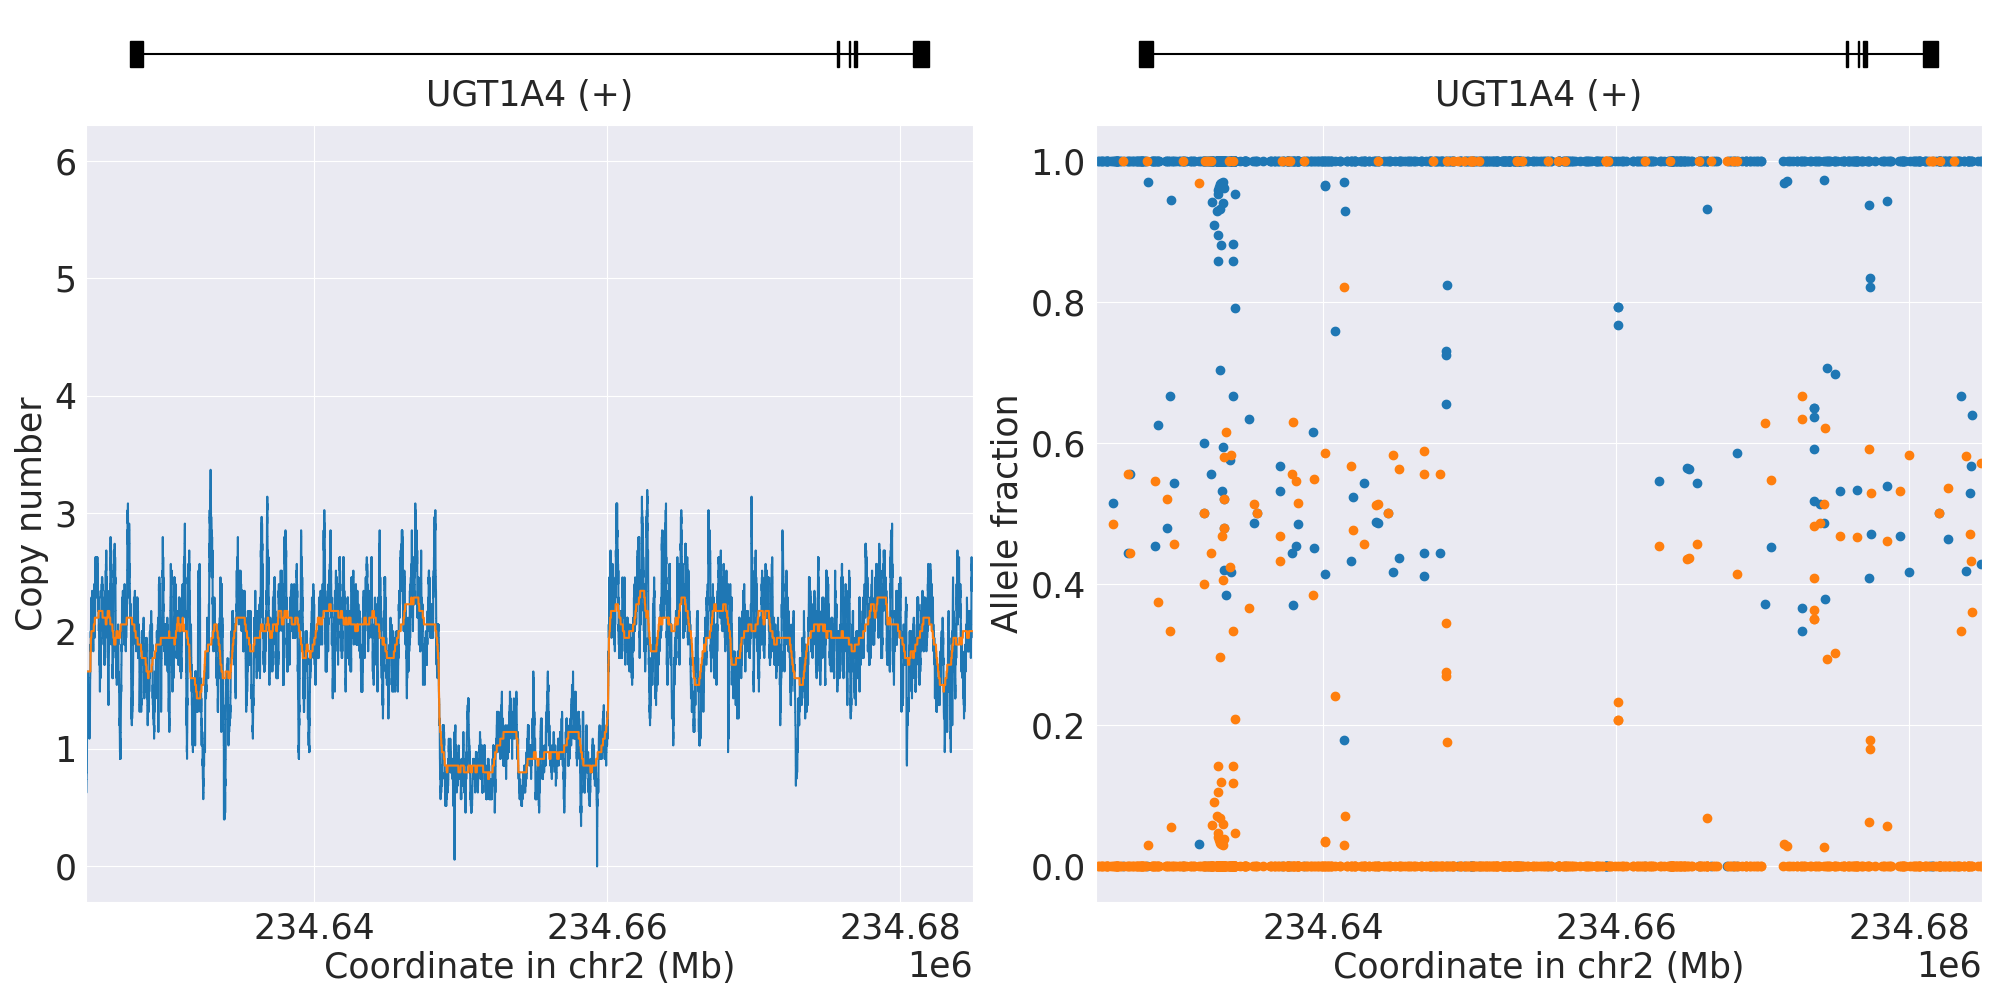 UGT1A4 (+)
Copy number
6
5
4
3
2
1
0
234.64
234.66
234.68
Coordinate in chr2 (Mb)
1e6
UGT1A4 (+)
Allele fraction
1.0
0.8
0.6
0.4
0.2
0.0
234.64
234.66
234.68
Coordinate in chr2 (Mb)
1e6